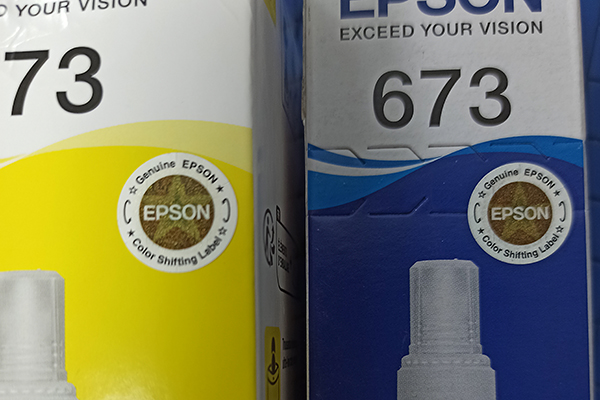 EXCEED YOUR VISION
73
Genuine EPSON
EPSON
Color Shifting Label
EPSON
EXCEED YOUR VISION
673
Genuine EPSON
EPSON
Color Shifting Label